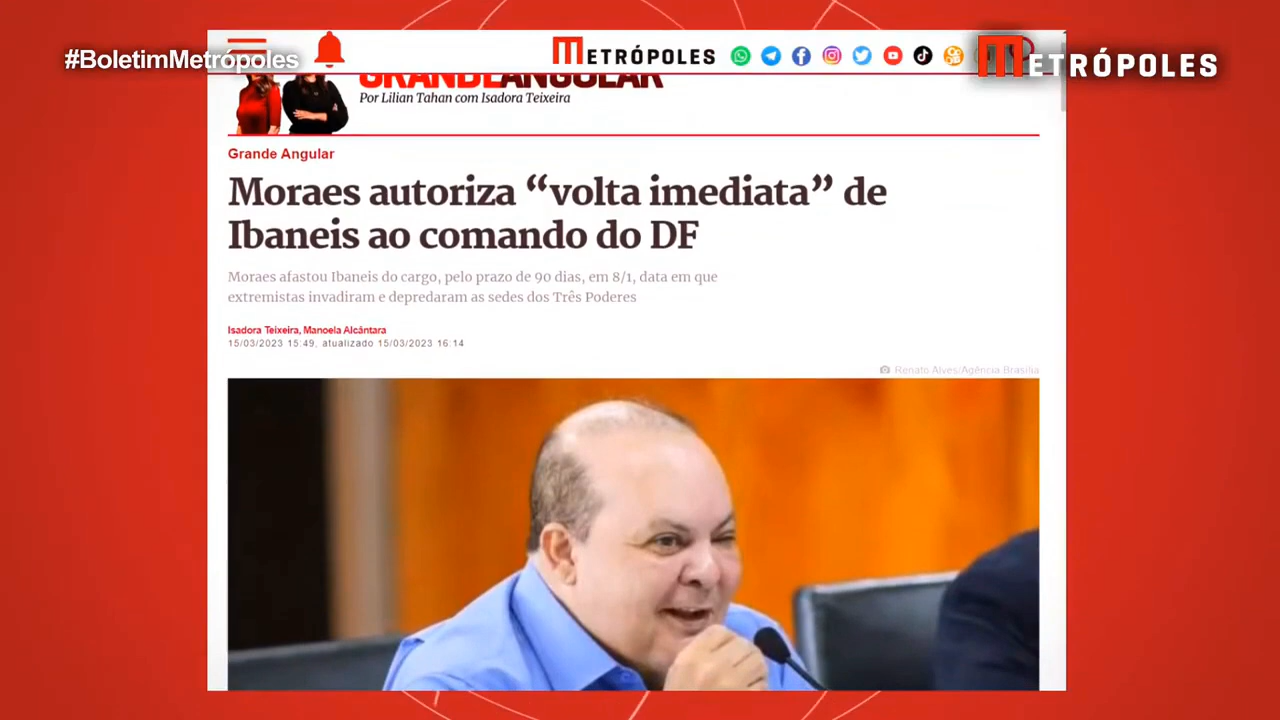 #BoletimMetrópoles
METRÓPOLES
METRÓPOLES
GRANDEANGULAR
Por Lilian Tahan com Isadora Teixeira
Grande Angular
Moraes autoriza “volta imediata” de
Ibaneis ao comando do DF
Moraes afastou Ibaneis do cargo, pelo prazo de 90 dias, em 8/1, data em que
extremistas invadiram e depredaram as sedes dos Três Poderes
Isadora Teixeira, Manoela Alcântara
15/03/2023 15:49, atualizado 15/03/2023 16:14
Renato Alves/Agência Brasília